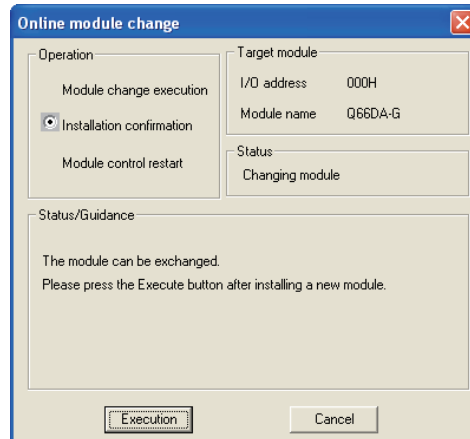 Online module change
Operation
Module change execution
Installation confirmation
Module control restart
Target module
I/O address 000H
Module name Q66DA-G
Status
Changing module
Status/Guidance
The module can be exchanged.
Please press the Execute button after installing a new module.
Execution
Cancel